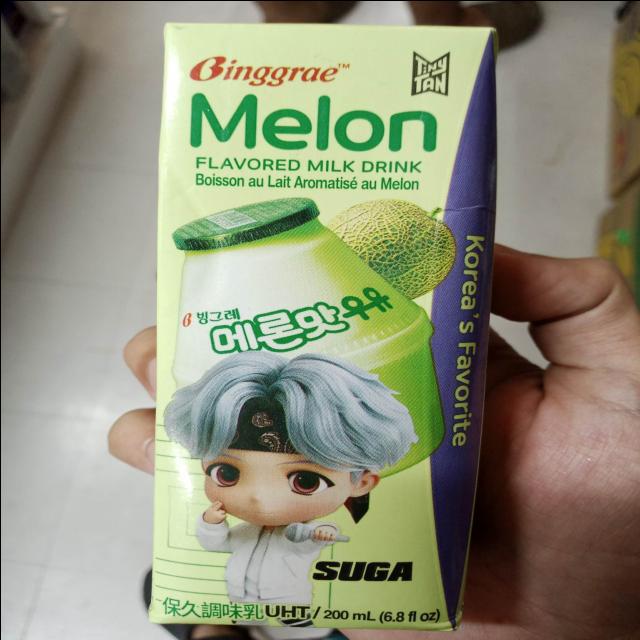 Binggrae™
TinyTAN
Melon
FLAVORED MILK DRINK
Boisson au Lait Aromatisé au Melon
Korea's Favorite
B 빙그레
메론맛우유
SUGA
保久調味乳UHT / 200 mL (6.8 fl oz)